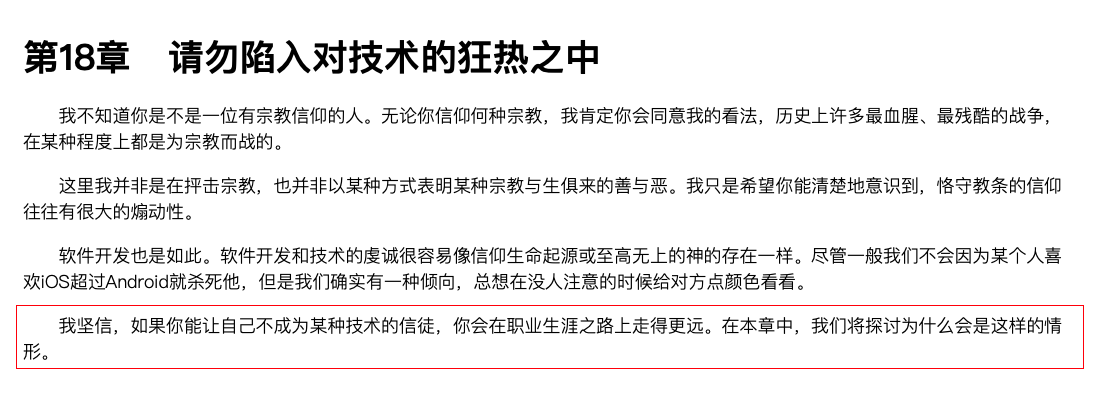 第18章　请勿陷入对技术的狂热之中
我不知道你是不是一位有宗教信仰的人。无论你信仰何种宗教，我肯定你会同意我的看法，历史上许多最血腥、最残酷的战争，
在某种程度上都是为宗教而战的。
这里我并非是在抨击宗教，也并非以某种方式表明某种宗教与生俱来的善与恶。我只是希望你能清楚地意识到，恪守教条的信仰
往往有很大的煽动性。
软件开发也是如此。软件开发和技术的虔诚很容易像信仰生命起源或至高无上的神的存在一样。尽管一般我们不会因为某个人喜
欢iOS超过Android就杀死他，但是我们确实有一种倾向，总想在没人注意的时候给对方点颜色看看。
我坚信，如果你能让自己不成为某种技术的信徒，你会在职业生涯之路上走得更远。在本章中，我们将探讨为什么会是这样的情
形。